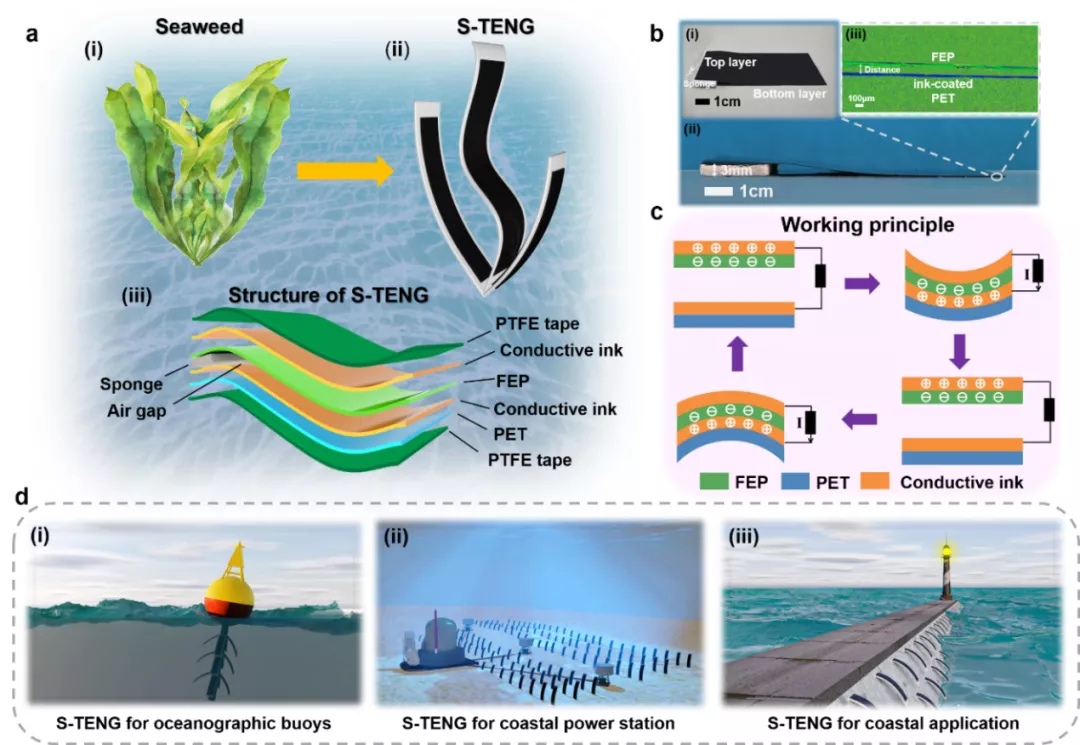 a
Seaweed
(i)
S-TENG
(ii)
(iii)
Structure of S-TENG
PTFE tape
Conductive ink
FEP
Conductive ink
PET
PTFE tape
Sponge
Air gap
b
(i)
Top layer
Sponge
Bottom layer
1cm
(iii)
FEP
Distance
ink-coated
PET
100μm
(ii)
3mm
1cm
c
Working principle
I
I
FEP
PET
Conductive ink
d
(i)
S-TENG for oceanographic buoys
(ii)
S-TENG for coastal power station
(iii)
S-TENG for coastal application